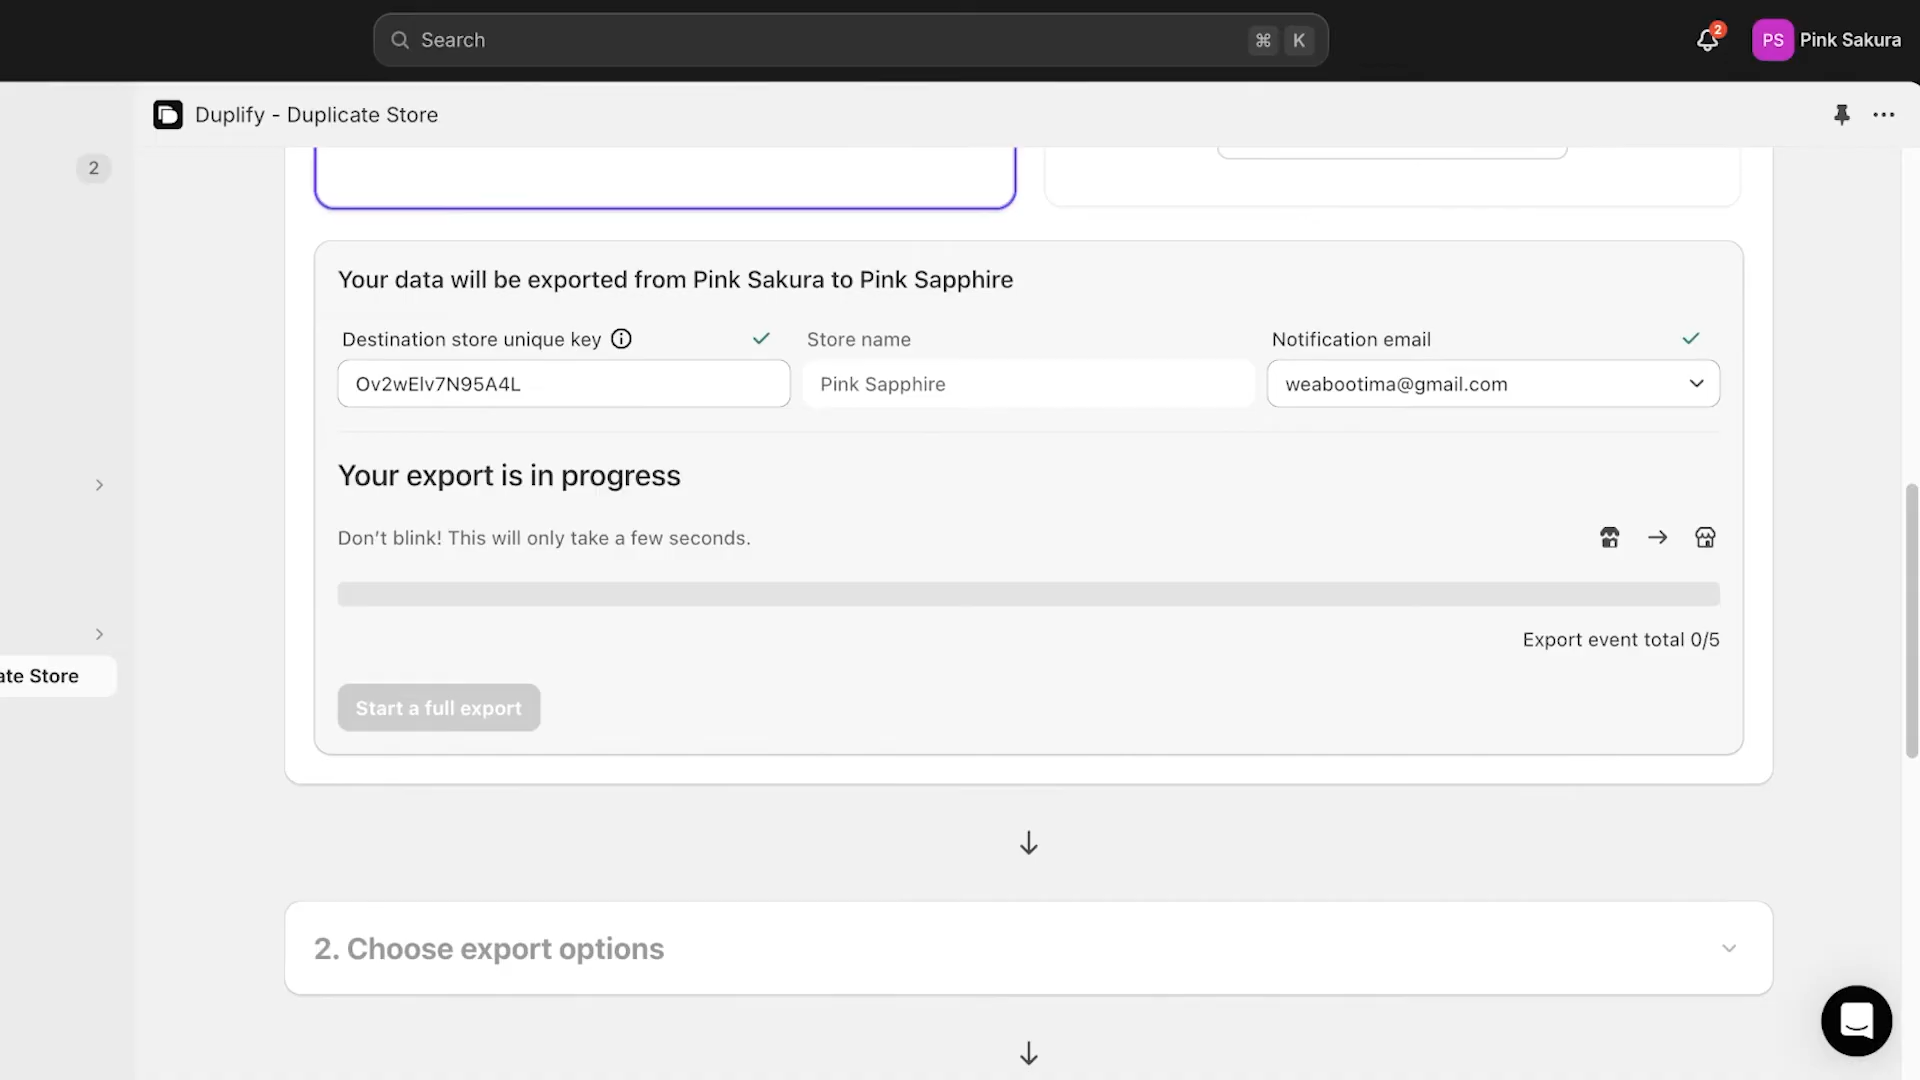 Search
⌘ K
2
PS Pink Sakura
Duplify - Duplicate Store
2
Your data will be exported from Pink Sakura to Pink Sapphire
Destination store unique key
Store name
Notification email
Ov2wElv7N95A4L
Pink Sapphire
weabootima@gmail.com
Your export is in progress
Don’t blink! This will only take a few seconds.
Export event total 0/5
ate Store
Start a full export
2. Choose export options